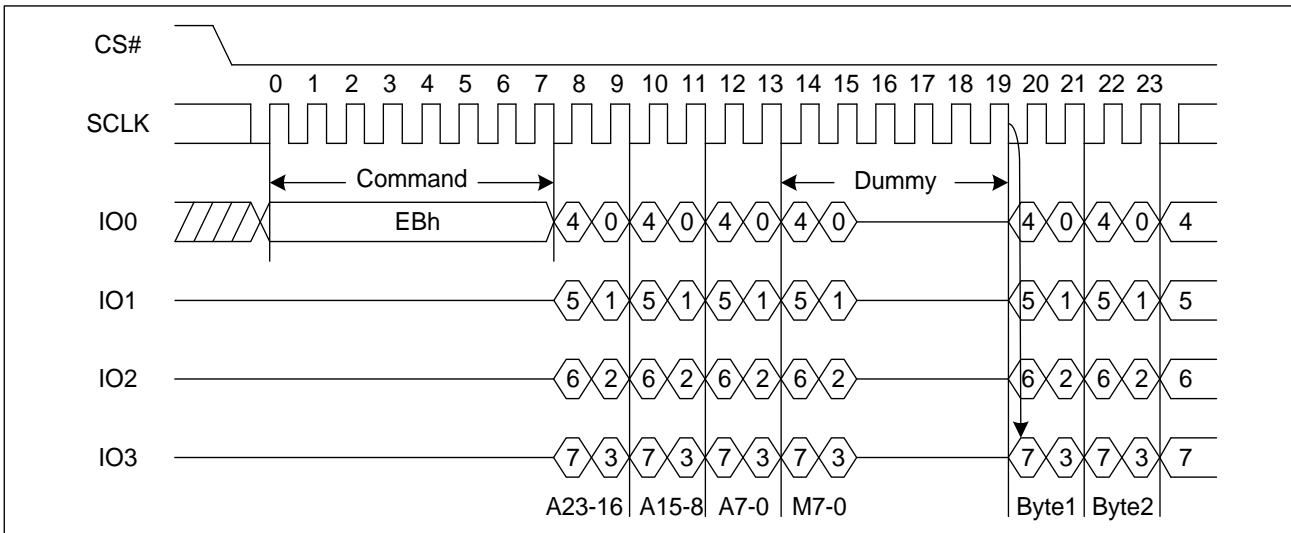 CS#
0 1 2 3 4 5 6 7 8 9 10 11 12 13 14 15 16 17 18 19 20 21 22 23
SCLK
Command Dummy
IO0 EBh 4 0 4 0 4 0 4 0 4 0 4 0 4
IO1 5 1 5 1 5 1 5 1 5 1 5 1 5
IO2 6 2 6 2 6 2 6 2 6 2 6 2 6
IO3 7 3 7 3 7 3 7 3 7 3 7 3 7
A23-16 A15-8 A7-0 M7-0 Byte1 Byte2